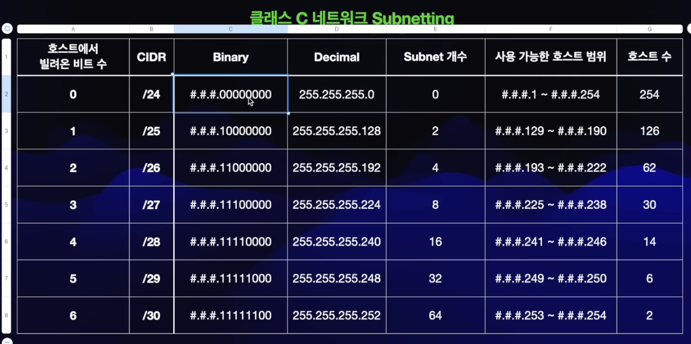 클래스 C 네트워크 Subnetting
호스트에서 빌려온 비트 수 CIDR Binary Decimal Subnet 개수 사용 가능한 호스트 범위 호스트 수
0 /24 #.#.#.00000000 255.255.255.0 0 #.#.#.1 ~ #.#.#.254 254
1 /25 #.#.#.10000000 255.255.255.128 2 #.#.#.129 ~ #.#.#.190 126
2 /26 #.#.#.11000000 255.255.255.192 4 #.#.#.193 ~ #.#.#.222 62
3 /27 #.#.#.11100000 255.255.255.224 8 #.#.#.225 ~ #.#.#.238 30
4 /28 #.#.#.11110000 255.255.255.240 16 #.#.#.241 ~ #.#.#.246 14
5 /29 #.#.#.11111000 255.255.255.248 32 #.#.#.249 ~ #.#.#.250 6
6 /30 #.#.#.11111100 255.255.255.252 64 #.#.#.253 ~ #.#.#.254 2